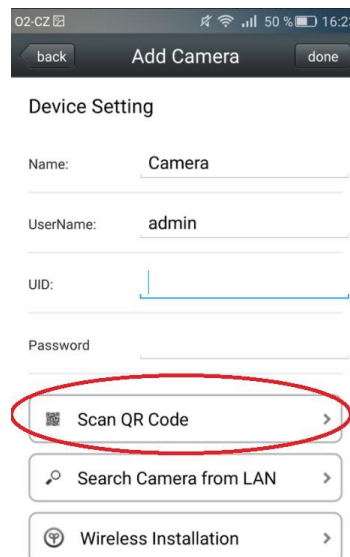 O2-CZ 50 % 16:23
back Add Camera done
Device Setting
Name: Camera
UserName: admin
UID:
Password
Scan QR Code
Search Camera from LAN
Wireless Installation